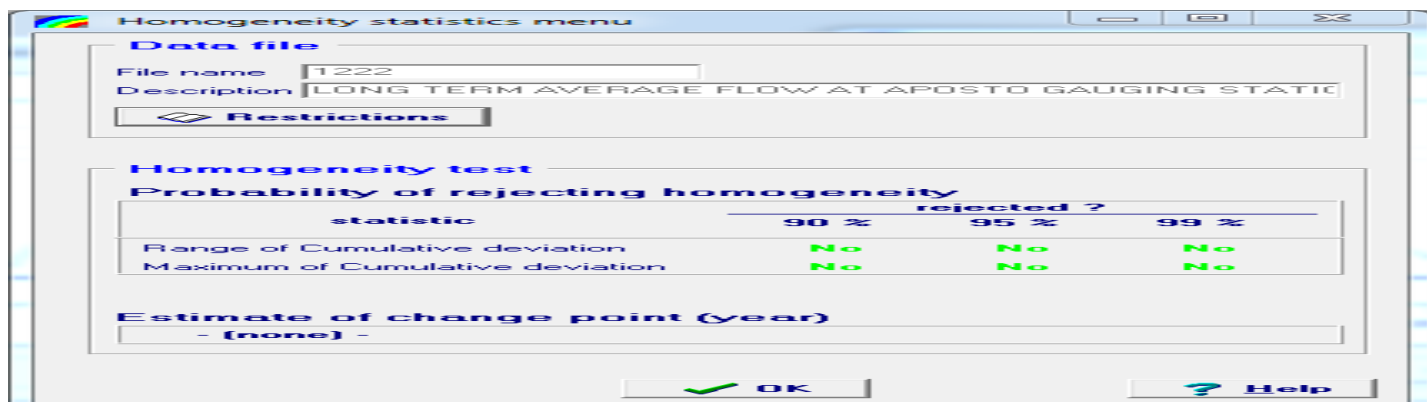 Homogeneity statistics menu
Data file
File name 1222
Description LONG TERM AVERAGE FLOW AT APOSTO GAUGING STATIC
Restrictions
Homogeneity test
Probability of rejecting homogeneity
rejected ?
statistic 90 % 95 % 99 %
Range of Cumulative deviation No No No
Maximum of Cumulative deviation No No No
Estimate of change point (year)
- (none) -
OK ? Help